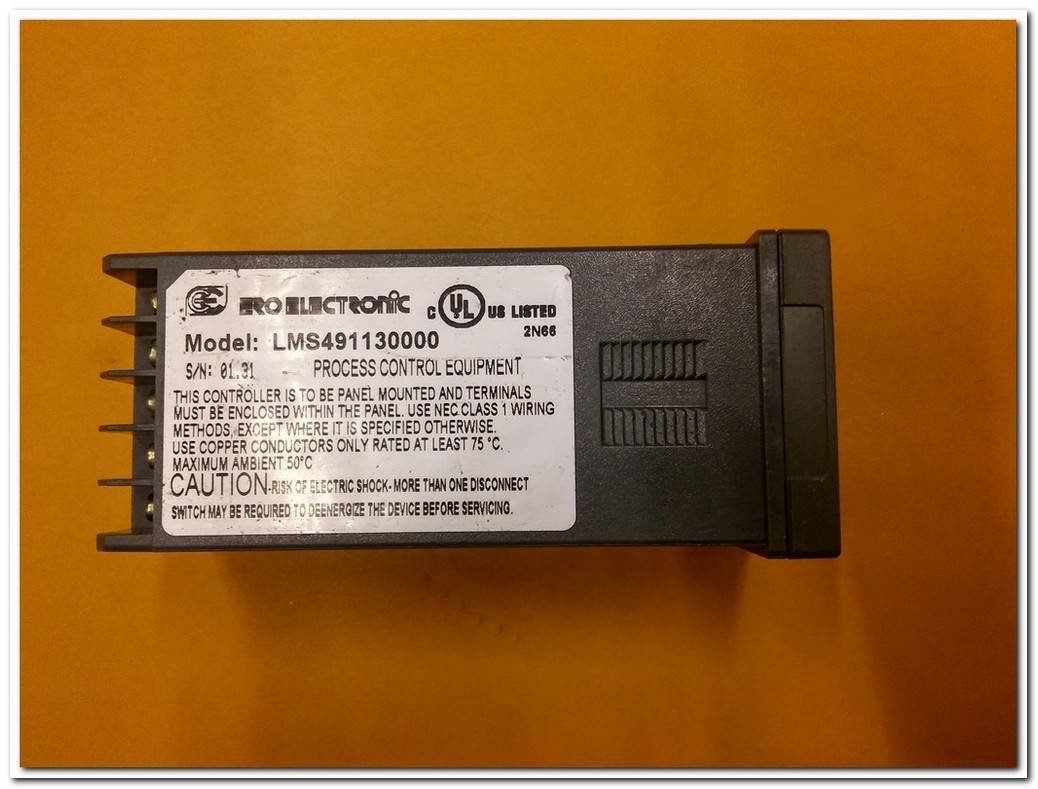 ERO ELECTRONIC
C UL US LISTED
2N66
Model: LMS491130000
S/N: 01.31 PROCESS CONTROL EQUIPMENT
THIS CONTROLLER IS TO BE PANEL MOUNTED AND TERMINALS
MUST BE ENCLOSED WITHIN THE PANEL. USE NEC.CLASS 1 WIRING
METHODS, EXCEPT WHERE IT IS SPECIFIED OTHERWISE.
USE COPPER CONDUCTORS ONLY RATED AT LEAST 75 °C.
MAXIMUM AMBIENT 50°C
CAUTION-RISK OF ELECTRIC SHOCK- MORE THAN ONE DISCONNECT
SWITCH MAY BE REQUIRED TO DEENERGIZE THE DEVICE BEFORE SERVICING.